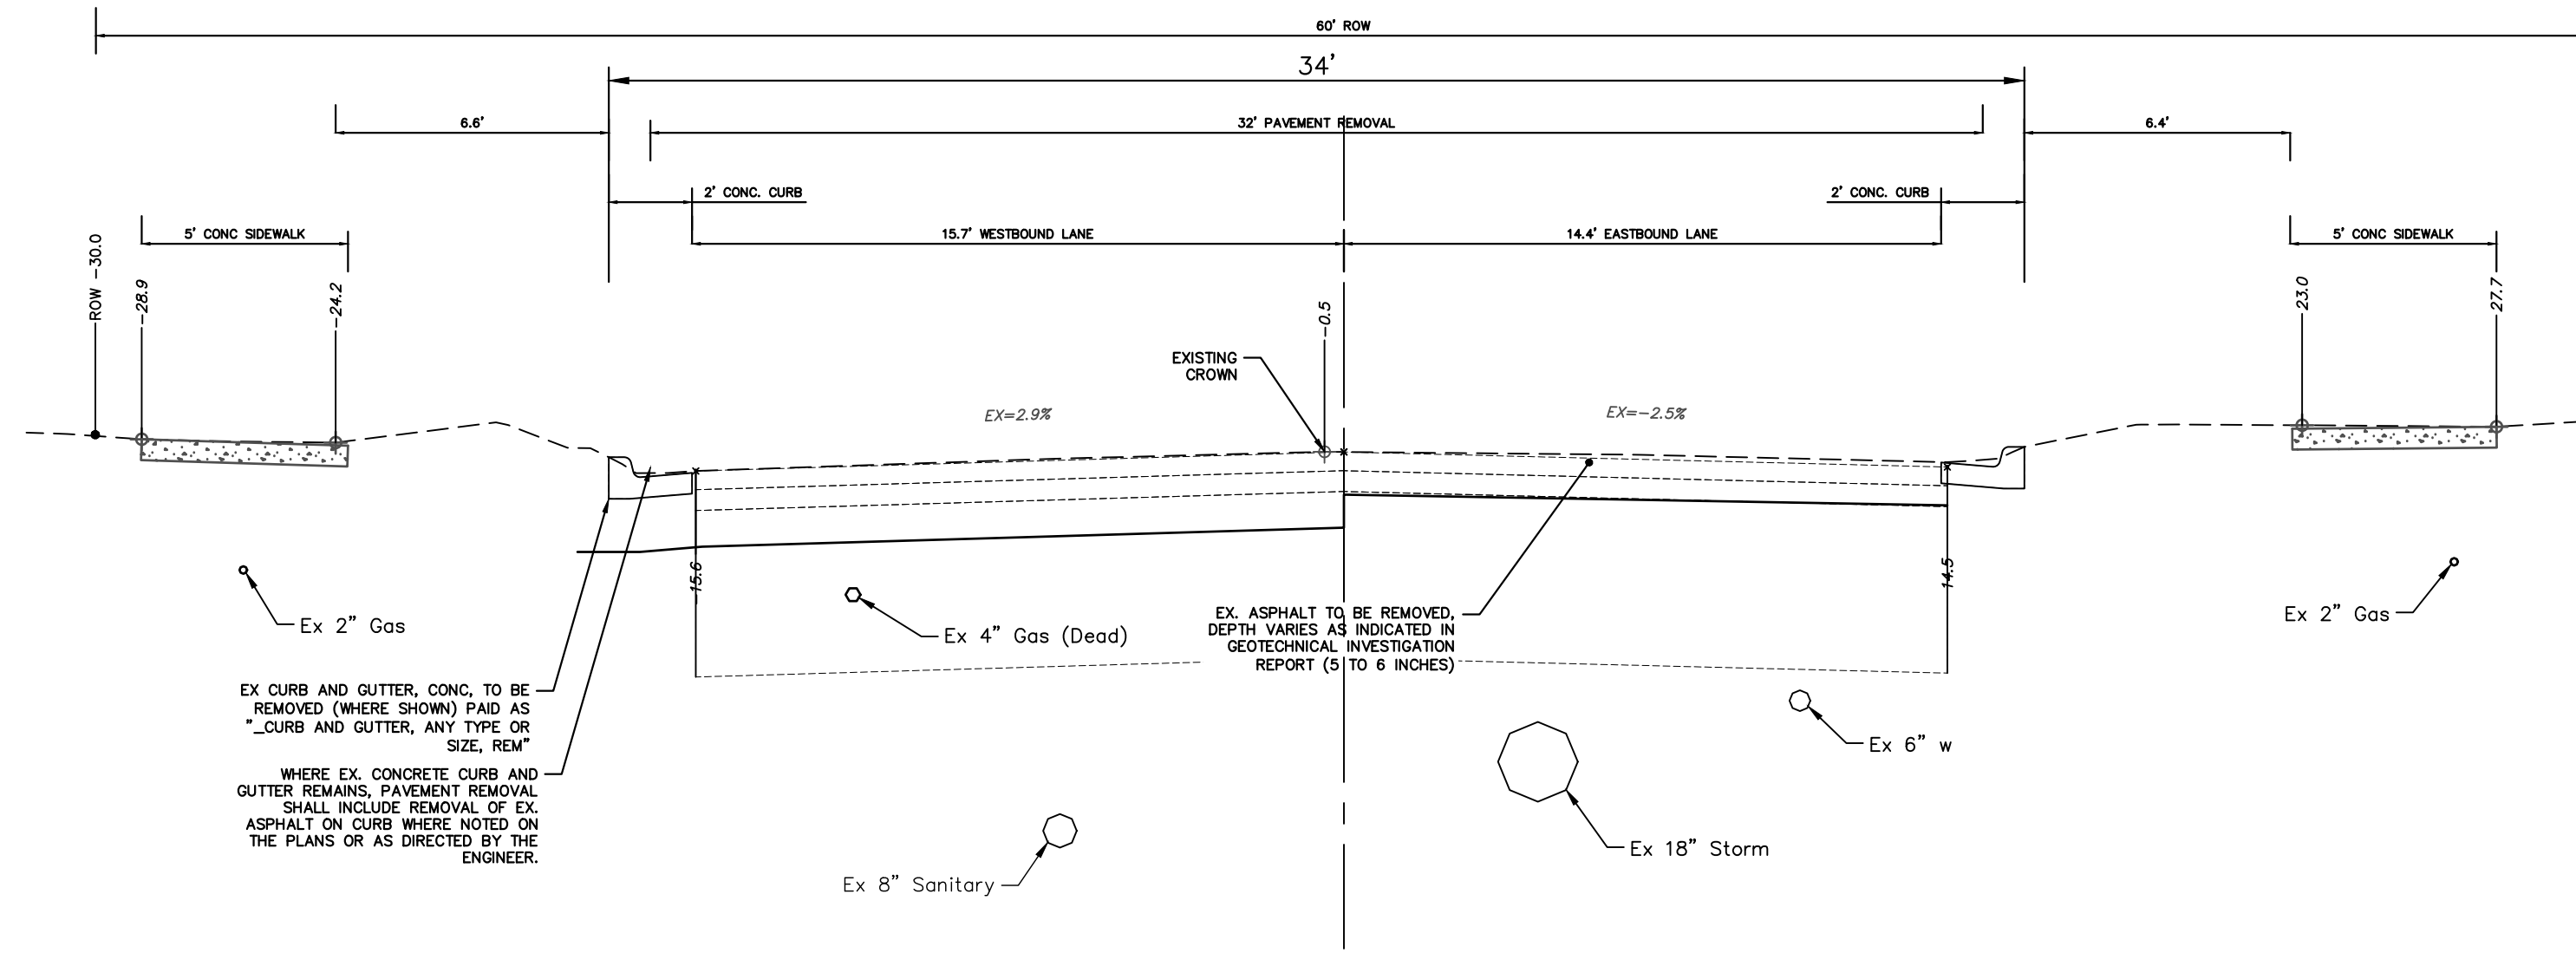 60' ROW
34'
6.6'
32' PAVEMENT REMOVAL
6.4'
2' CONC. CURB
2' CONC. CURB
5' CONC SIDEWALK
15.7' WESTBOUND LANE
14.4' EASTBOUND LANE
5' CONC SIDEWALK
ROW -30.0
-28.9
-24.2
-0.5
23.0
27.7
EXISTING
CROWN
EX=2.9%
EX=-2.5%
-15.6
14.5
Ex 2" Gas
Ex 4" Gas (Dead)
EX. ASPHALT TO BE REMOVED,
DEPTH VARIES AS INDICATED IN
GEOTECHNICAL INVESTIGATION
REPORT (5 TO 6 INCHES)
Ex 2" Gas
EX CURB AND GUTTER, CONC, TO BE
REMOVED (WHERE SHOWN) PAID AS
"_CURB AND GUTTER, ANY TYPE OR
SIZE, REM"
WHERE EX. CONCRETE CURB AND
GUTTER REMAINS, PAVEMENT REMOVAL
SHALL INCLUDE REMOVAL OF EX.
ASPHALT ON CURB WHERE NOTED ON
THE PLANS OR AS DIRECTED BY THE
ENGINEER.
Ex 6" w
Ex 18" Storm
Ex 8" Sanitary